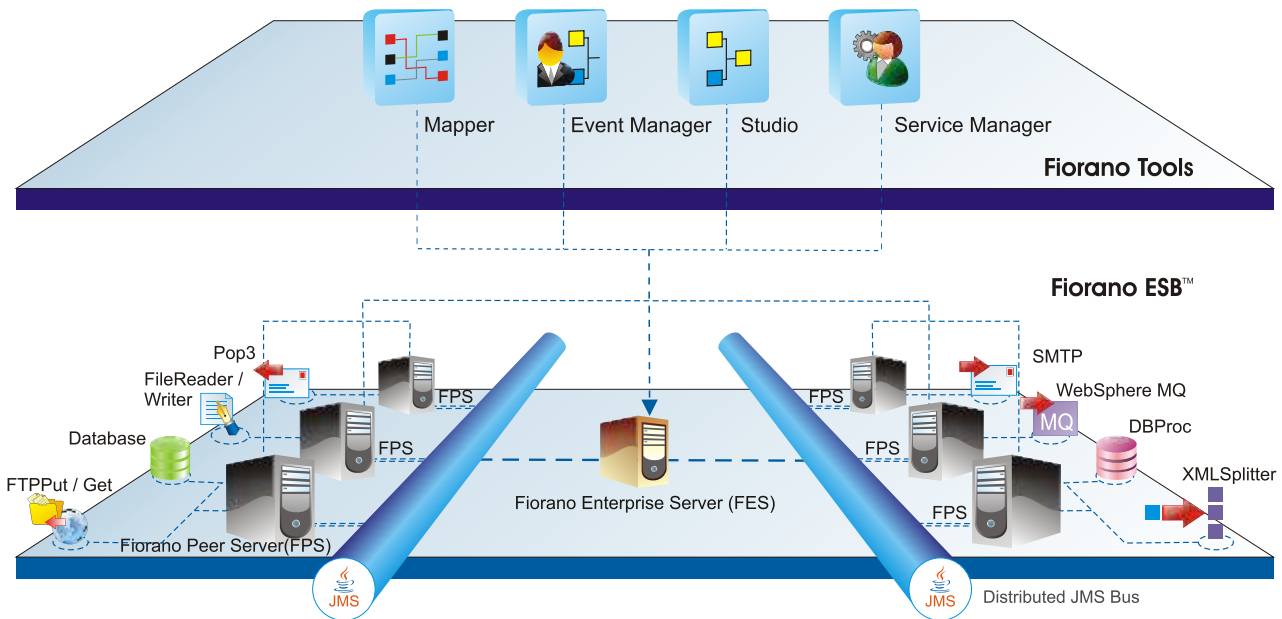 Mapper
Event Manager
Studio
Service Manager
Fiorano Tools
Fiorano ESB™
Pop3
SMTP
FileReader /
Writer
WebSphere MQ
FPS
FPS
MQ
Database
DBProc
FPS
FPS
FTPPut / Get
XMLSplitter
Fiorano Enterprise Server (FES)
FPS
Fiorano Peer Server(FPS)
JMS
JMS
Distributed JMS Bus